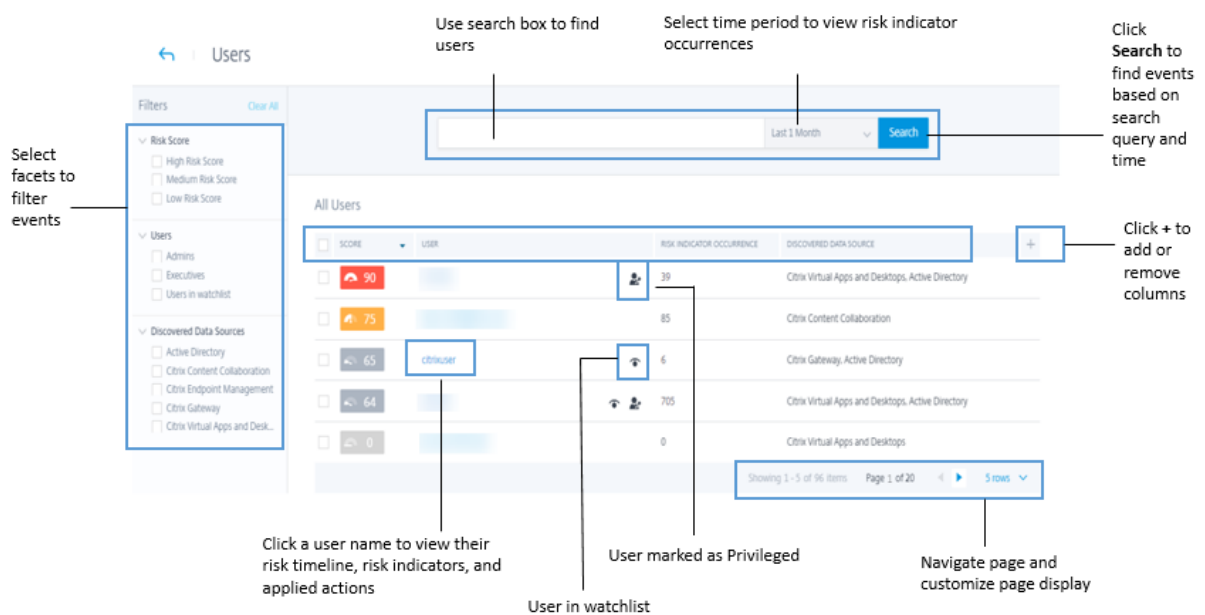 Use search box to find
users
Select time period to view risk indicator
occurrences
Click
Search to
find events
based on
search
query and
time
Users
Filters
Clear All
Risk Score
High Risk Score
Medium Risk Score
Low Risk Score
Users
Admins
Executives
Users in watchlist
Discovered Data Sources
Active Directory
Citrix Content Collaboration
Citrix Endpoint Management
Citrix Gateway
Citrix Virtual Apps and Desk...
Select
facets to
filter
events
Last 1 Month
Search
All Users
SCORE USER RISK INDICATOR OCCURRENCE DISCOVERED DATA SOURCE +
90 39 Citrix Virtual Apps and Desktops, Active Directory
75 85 Citrix Content Collaboration
65 citrixuser 6 Citrix Gateway, Active Directory
64 705 Citrix Virtual Apps and Desktops, Active Directory
0 0 Citrix Virtual Apps and Desktops
Showing 1 - 5 of 96 items Page 1 of 20 5 rows
Click + to
add or
remove
columns
Click a user name to view their
risk timeline, risk indicators, and
applied actions
User in watchlist
User marked as Privileged
Navigate page and
customize page display